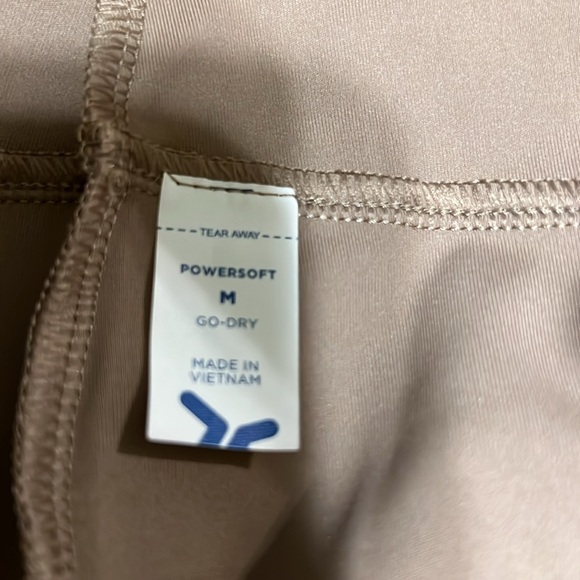 TEAR AWAY
POWERSOFT
M
GO-DRY
MADE IN
VIETNAM